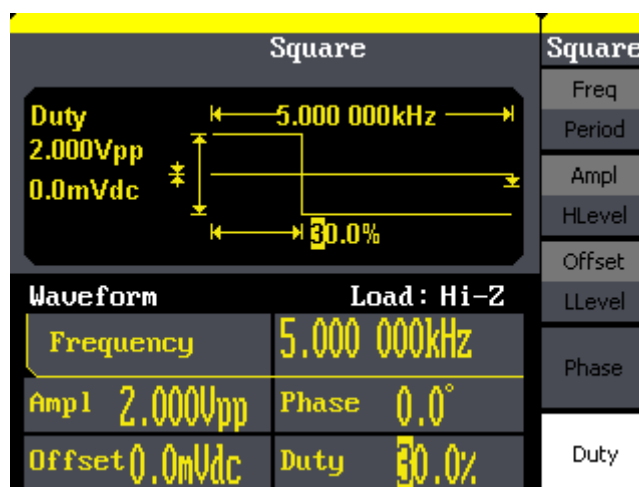 Square
Square
Duty
5.000 000kHz
2.000Vpp
0.0mVdc
30.0%
Waveform
Load: Hi-Z
Frequency
5.000 000kHz
Ampl 2.000Vpp
Phase 0.0°
Offset 0.0mVdc
Duty 30.0%
Freq
Period
Ampl
HLevel
Offset
LLevel
Phase
Duty